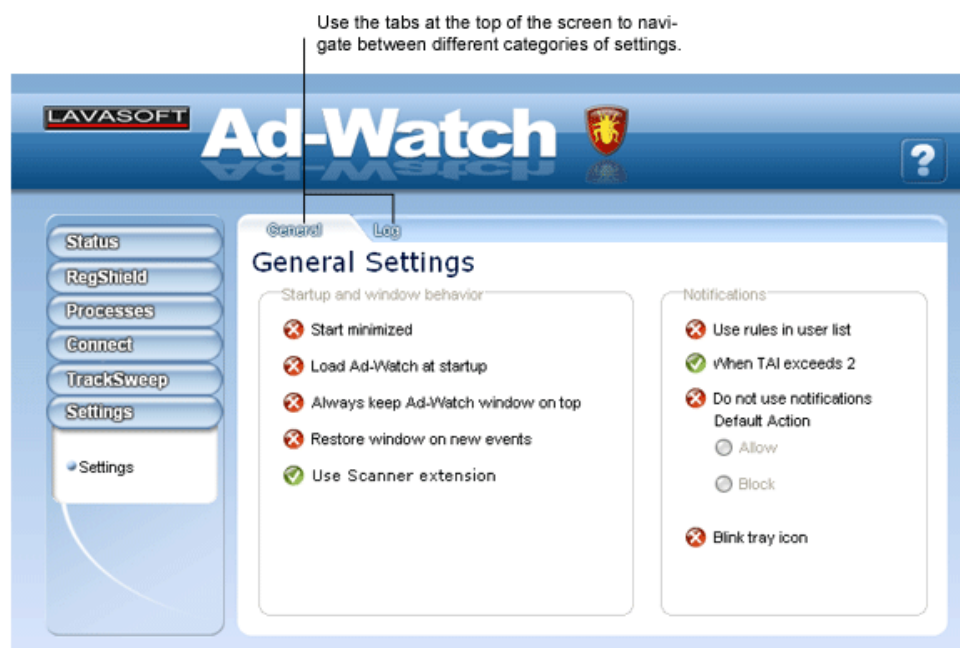 Use the tabs at the top of the screen to navi-
gate between different categories of settings.
LAVASOFT
Ad-Watch
?
General
Log
Status
RegShield
Processes
Connect
TrackSweep
Settings
Settings
General Settings
Startup and window behavior
Start minimized
Load Ad-Watch at startup
Always keep Ad-Watch window on top
Restore window on new events
Use Scanner extension
Notifications
Use rules in user list
When TAI exceeds 2
Do not use notifications
Default Action
Allow
Block
Blink tray icon